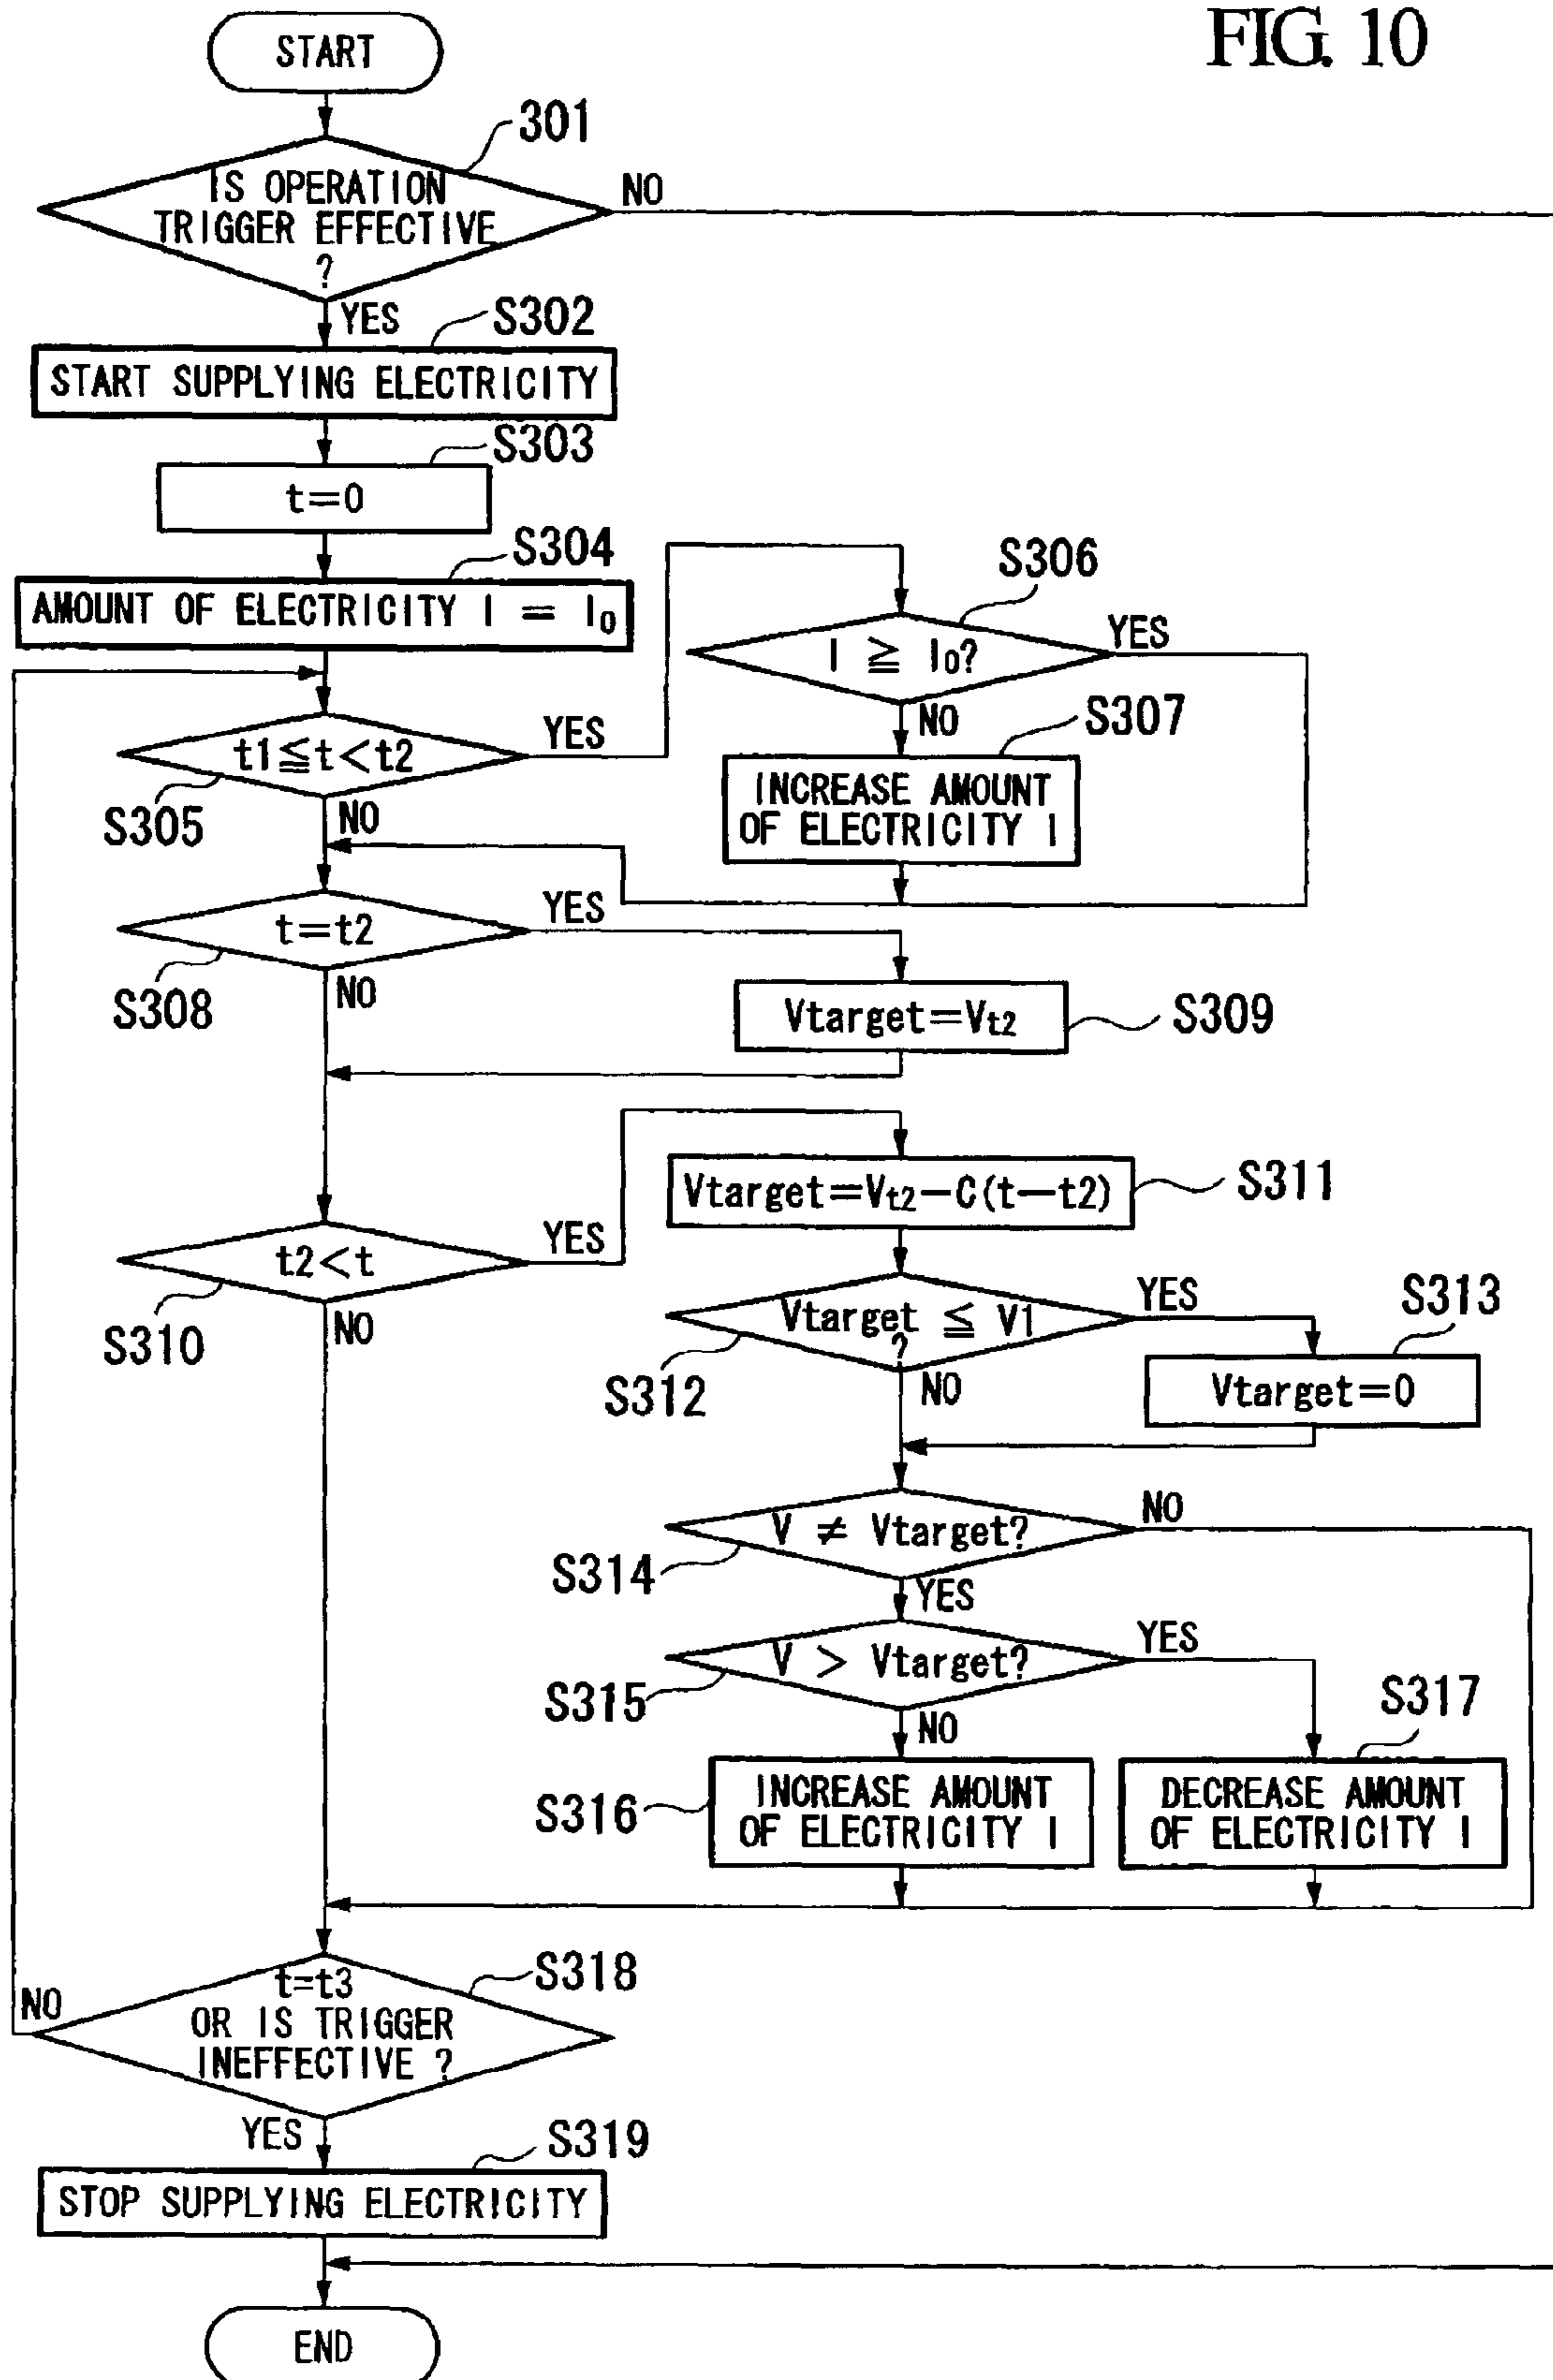 FIG. 10
START
301
IS OPERATION
TRIGGER EFFECTIVE
?
NO
YES
S302
START SUPPLYING ELECTRICITY
S303
t=0
S304
AMOUNT OF ELECTRICITY I = I₀
S306
I ≧ I₀?
YES
NO
S307
INCREASE AMOUNT
OF ELECTRICITY I
t1≦t<t2
YES
S305
NO
t=t2
YES
S308
NO
Vtarget=Vt2
S309
Vtarget=Vt2−C(t−t2)
S311
t2<t
YES
S310
NO
Vtarget ≦ V1
?
YES
S312
NO
S313
Vtarget=0
V ≠ Vtarget?
NO
S314
YES
V > Vtarget?
YES
S315
NO
S317
S316
INCREASE AMOUNT
OF ELECTRICITY I
DECREASE AMOUNT
OF ELECTRICITY I
S318
t=t3
OR IS TRIGGER
INEFFECTIVE ?
NO
YES
S319
STOP SUPPLYING ELECTRICITY
END